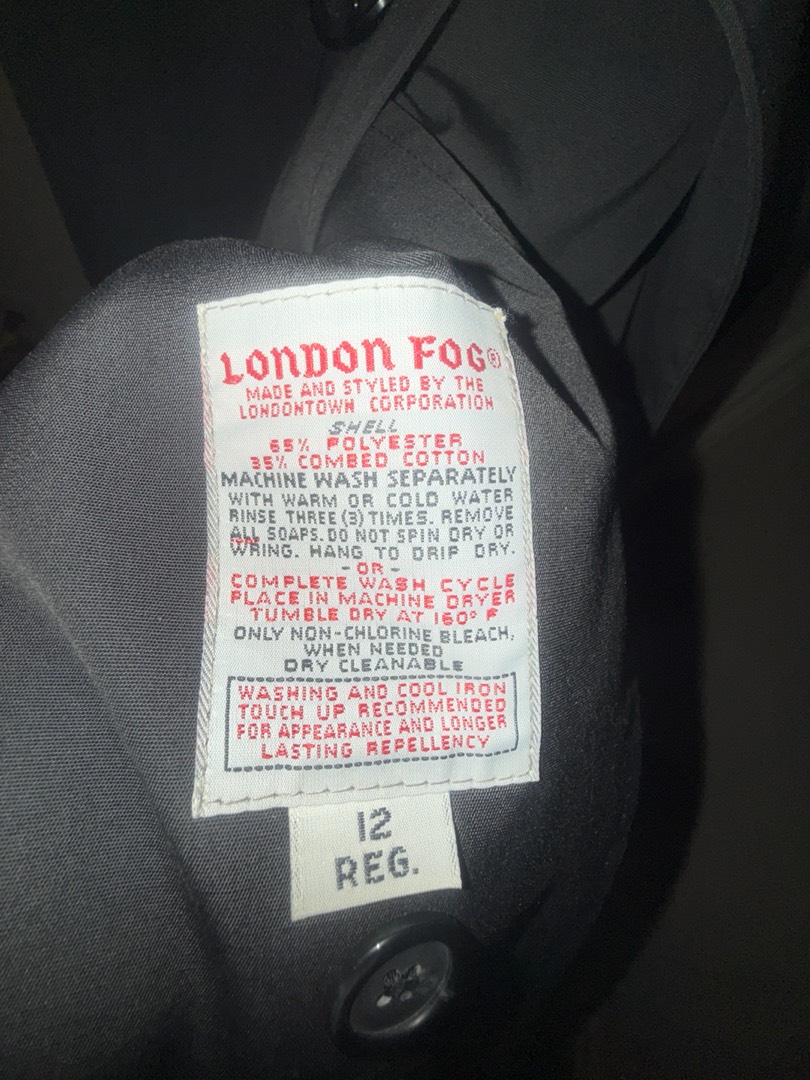 LONDON FOG®
MADE AND STYLED BY THE
LONDONTOWN CORPORATION
SHELL
65% POLYESTER
35% COMBED COTTON
MACHINE WASH SEPARATELY
WITH WARM OR COLD WATER
RINSE THREE (3) TIMES. REMOVE
ALL SOAPS. DO NOT SPIN DRY OR
WRING. HANG TO DRIP DRY.
- OR -
COMPLETE WASH CYCLE
PLACE IN MACHINE DRYER
TUMBLE DRY AT 160° F
ONLY NON-CHLORINE BLEACH,
WHEN NEEDED
DRY CLEANABLE
WASHING AND COOL IRON
TOUCH UP RECOMMENDED
FOR APPEARANCE AND LONGER
LASTING REPELLENCY
12
REG.